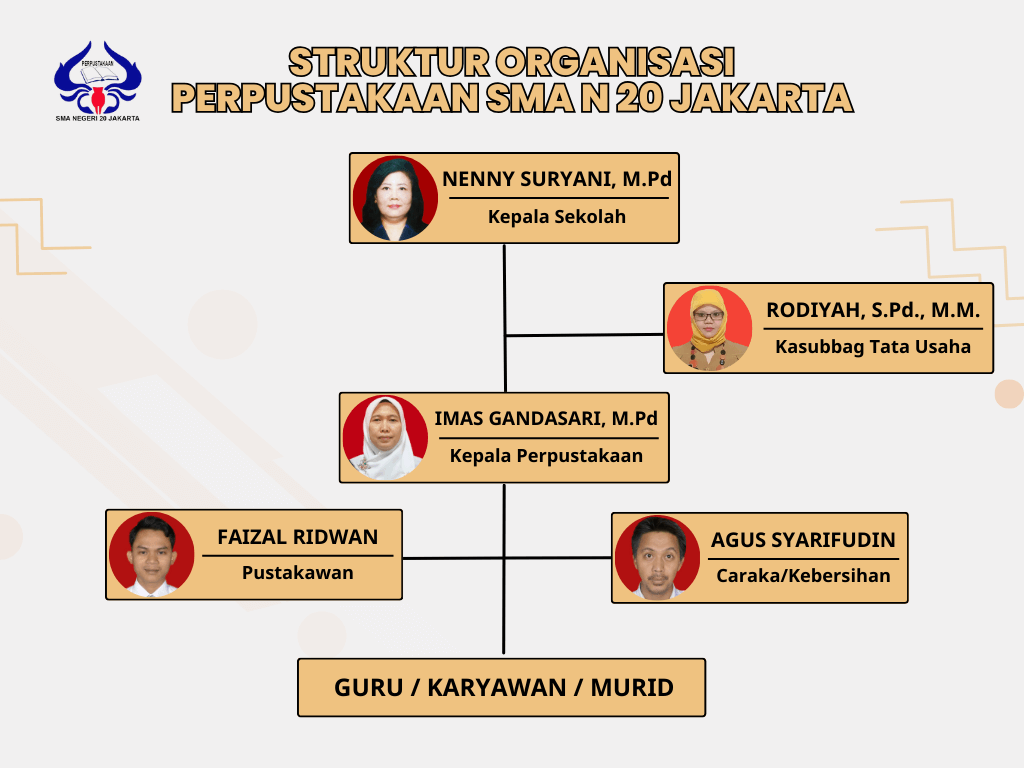 PERPUSTAKAAN
SMA NEGERI 20 JAKARTA
STRUKTUR ORGANISASI
PERPUSTAKAAN SMA N 20 JAKARTA
NENNY SURYANI, M.Pd
Kepala Sekolah
RODIYAH, S.Pd., M.M.
Kasubbag Tata Usaha
IMAS GANDASARI, M.Pd
Kepala Perpustakaan
FAIZAL RIDWAN
Pustakawan
AGUS SYARIFUDIN
Caraka/Kebersihan
GURU / KARYAWAN / MURID